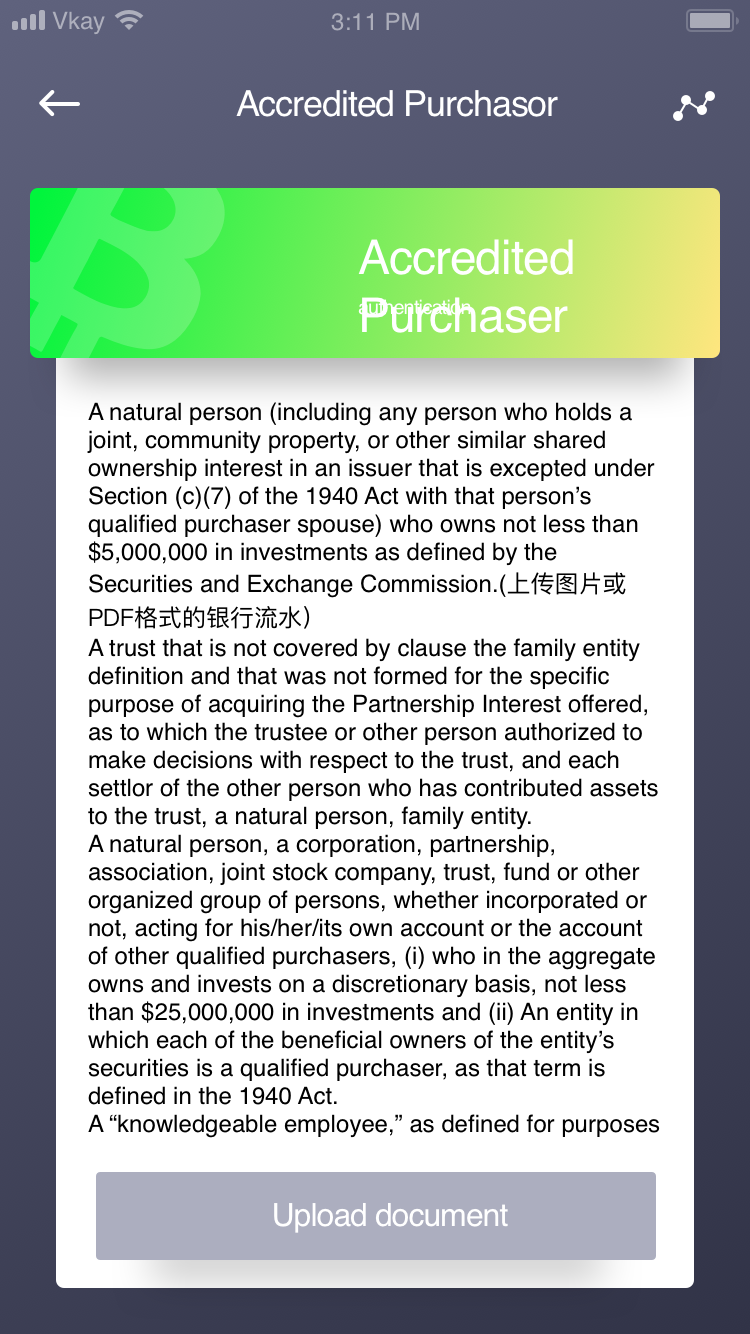 Vkay
3:11 PM
Accredited Purchasor
Accredited
authentication
Purchaser
A natural person (including any person who holds a
joint, community property, or other similar shared
ownership interest in an issuer that is excepted under
Section (c)(7) of the 1940 Act with that person’s
qualified purchaser spouse) who owns not less than
$5,000,000 in investments as defined by the
Securities and Exchange Commission.(上传图片或
PDF格式的银行流水）
A trust that is not covered by clause the family entity
definition and that was not formed for the specific
purpose of acquiring the Partnership Interest offered,
as to which the trustee or other person authorized to
make decisions with respect to the trust, and each
settlor of the other person who has contributed assets
to the trust, a natural person, family entity.
A natural person, a corporation, partnership,
association, joint stock company, trust, fund or other
organized group of persons, whether incorporated or
not, acting for his/her/its own account or the account
of other qualified purchasers, (i) who in the aggregate
owns and invests on a discretionary basis, not less
than $25,000,000 in investments and (ii) An entity in
which each of the beneficial owners of the entity’s
securities is a qualified purchaser, as that term is
defined in the 1940 Act.
A “knowledgeable employee,” as defined for purposes
Upload document